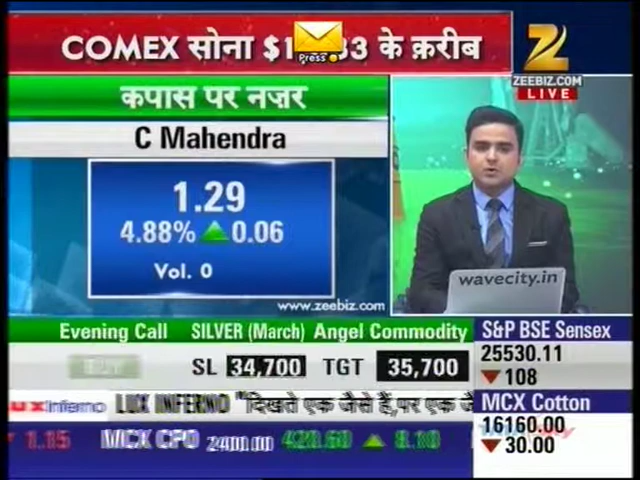 COMEX सोना $1 33 के क़रीब
Press
ZEEBIZ.COM
LIVE
कपास पर नज़र
C Mahendra
1.29
4.88% 0.06
Vol. 0
www.zeebiz.com
wavecity.in
Evening Call SILVER (March) Angel Commodity
BUY SL 34,700 TGT 35,700
S&P BSE Sensex
25530.11
108
MCX Cotton
16160.00
30.00
LUX INFERNO "दिखते एक जैसे हैं,पर एक
1.15 MCX CPO